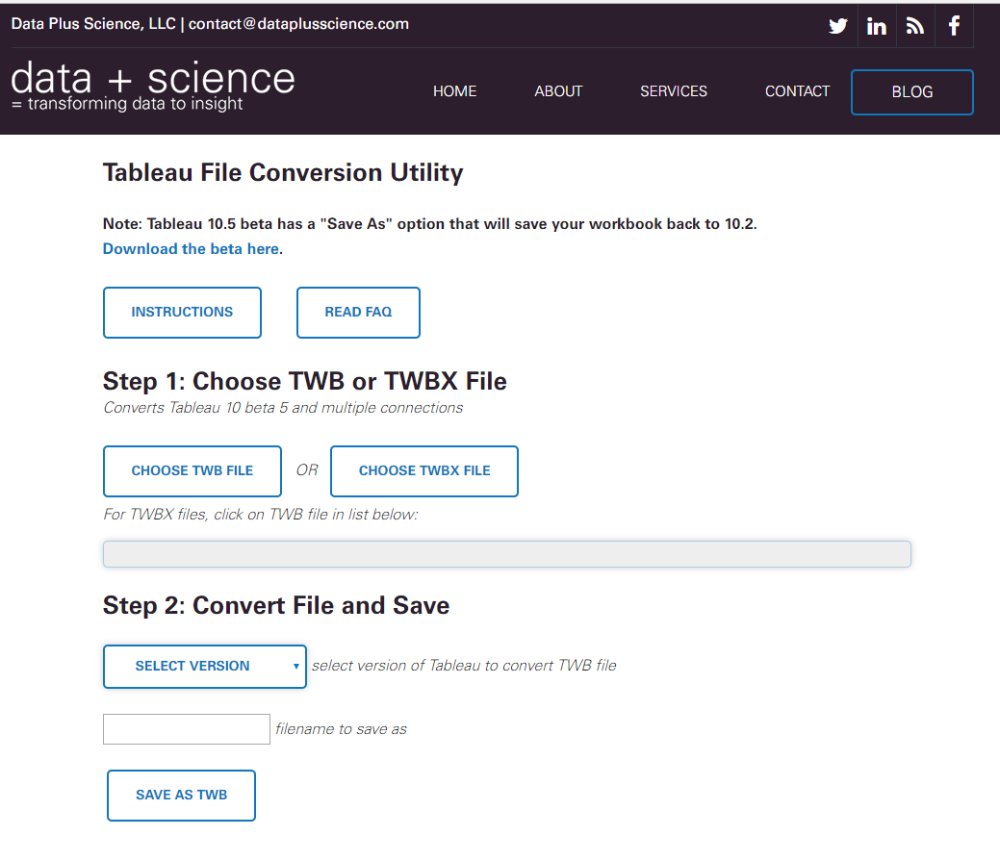 Data Plus Science, LLC | contact@dataplusscience.com
data + science
= transforming data to insight
HOME ABOUT SERVICES CONTACT BLOG
Tableau File Conversion Utility
Note: Tableau 10.5 beta has a "Save As" option that will save your workbook back to 10.2.
Download the beta here.
INSTRUCTIONS READ FAQ
Step 1: Choose TWB or TWBX File
Converts Tableau 10 beta 5 and multiple connections
CHOOSE TWB FILE OR CHOOSE TWBX FILE
For TWBX files, click on TWB file in list below:
Step 2: Convert File and Save
SELECT VERSION select version of Tableau to convert TWB file
filename to save as
SAVE AS TWB